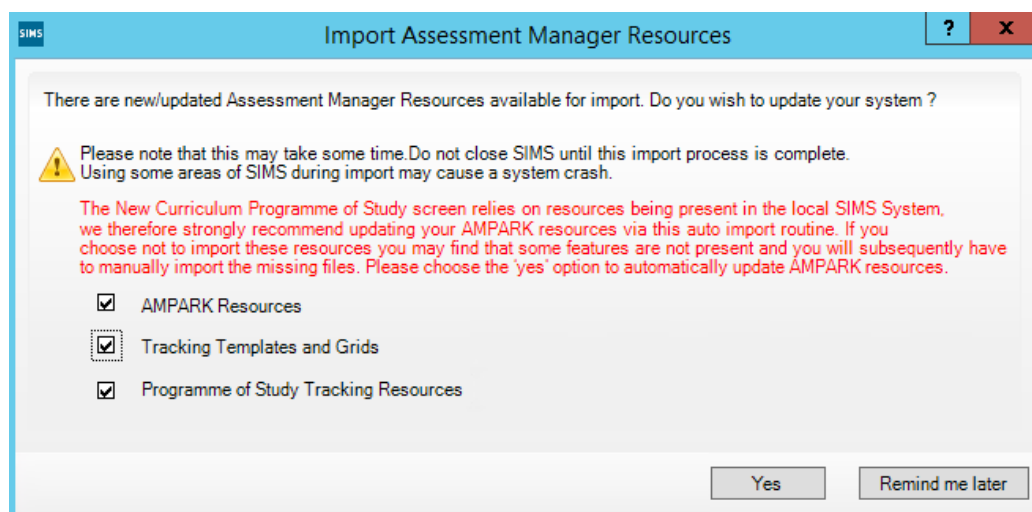 SIMS
Import Assessment Manager Resources
? x
There are new/updated Assessment Manager Resources available for import. Do you wish to update your system ?
Please note that this may take some time.Do not close SIMS until this import process is complete.
Using some areas of SIMS during import may cause a system crash.
The New Curriculum Programme of Study screen relies on resources being present in the local SIMS System,
we therefore strongly recommend updating your AMPARK resources via this auto import routine. If you
choose not to import these resources you may find that some features are not present and you will subsequently have
to manually import the missing files. Please choose the 'yes' option to automatically update AMPARK resources.
AMPARK Resources
Tracking Templates and Grids
Programme of Study Tracking Resources
Yes
Remind me later